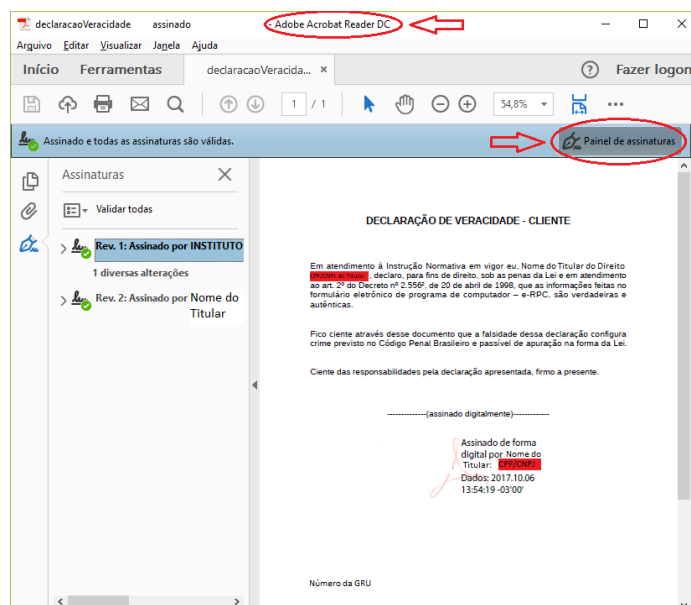 declaracaoVeracidade assinado - Adobe Acrobat Reader DC
Arquivo Editar Visualizar Janela Ajuda
Início Ferramentas declaracaoVeracida... × ? Fazer logon
1 / 1 54,8%
Assinado e todas as assinaturas são válidas. Painel de assinaturas
Assinaturas
Validar todas
Rev. 1: Assinado por INSTITUTO
1 diversas alterações
Rev. 2: Assinado por Nome do
Titular
DECLARAÇÃO DE VERACIDADE - CLIENTE
Em atendimento à Instrução Normativa em vigor eu, Nome do Titular do Direito
CPF/CNPJ do Titular, declaro, para fins de direito, sob as penas da Lei e em atendimento
ao art. 2º do Decreto nº 2.556², de 20 de abril de 1998, que as informações feitas no
formulário eletrônico de programa de computador – e-RPC, são verdadeiras e
autênticas.
Fico ciente através desse documento que a falsidade dessa declaração configura
crime previsto no Código Penal Brasileiro e passível de apuração na forma da Lei.
Ciente das responsabilidades pela declaração apresentada, firmo a presente.
--------------(assinado digitalmente)-------------
Assinado de forma
digital por Nome do
Titular: CPF/CNPJ
Dados: 2017.10.06
13:54:19 -03'00'
Número da GRU